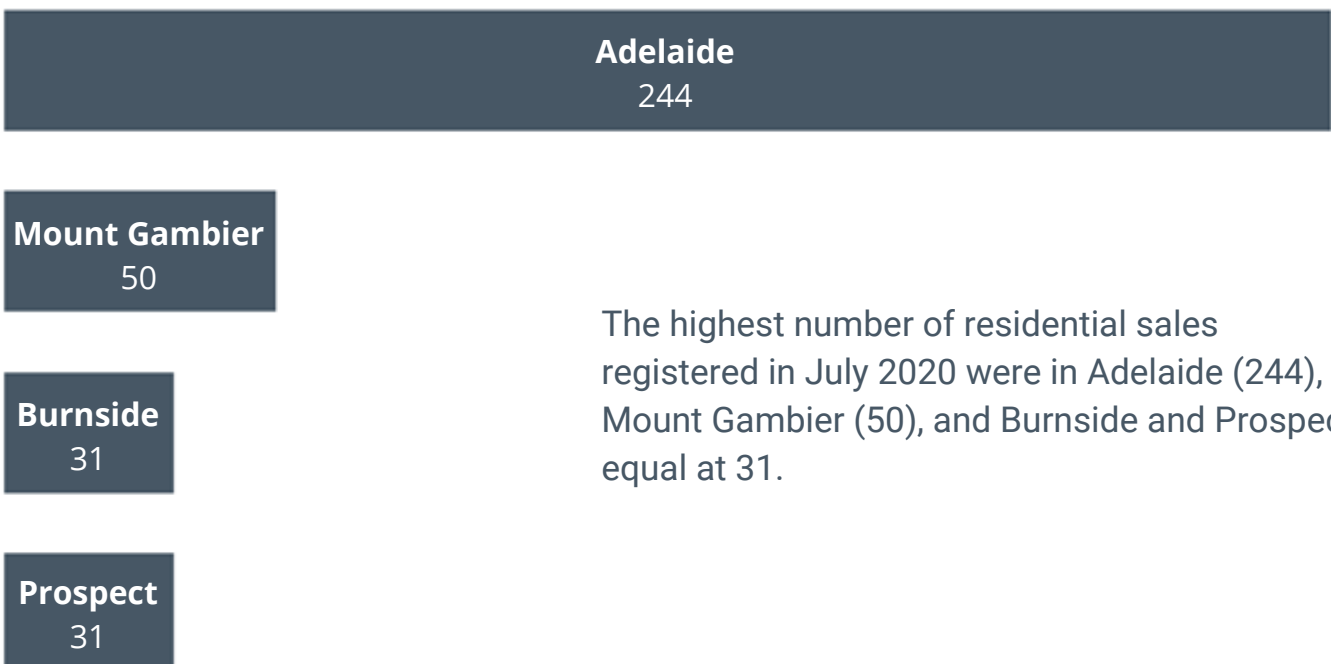 Adelaide
244
Mount Gambier
50
The highest number of residential sales
registered in July 2020 were in Adelaide (244),
Mount Gambier (50), and Burnside and Prospec
equal at 31.
Burnside
31
Prospect
31